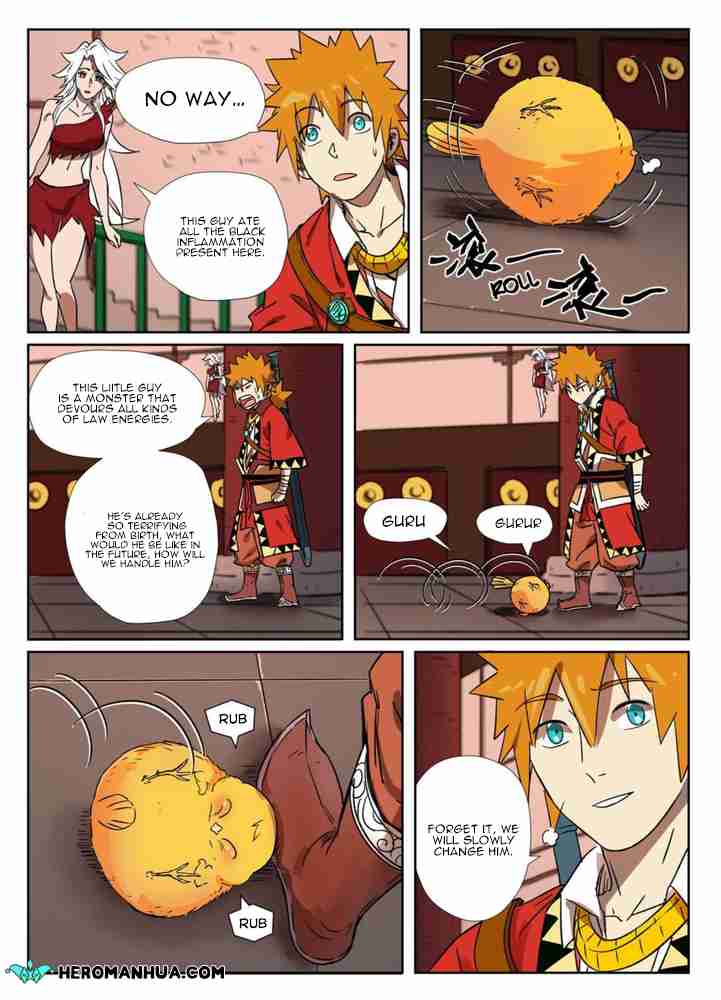 NO WAY...
THIS GUY ATE
ALL THE BLACK
INFLAMMATION
PRESENT HERE.
滚一
ROLL
滚一
THIS LIITLE GUY
IS A MONSTER THAT
DEVOURS ALL KINDS
OF LAW ENERGIES.
HE'S ALREADY
SO TERRIFYING
FROM BIRTH, WHAT
WOULD HE BE LIKE IN
THE FUTURE, HOW WILL
WE HANDLE HIM?
GURU
GURUR
RUB
RUB
FORGET IT, WE
WILL SLOWLY
CHANGE HIM.
HEROMANHUA.COM